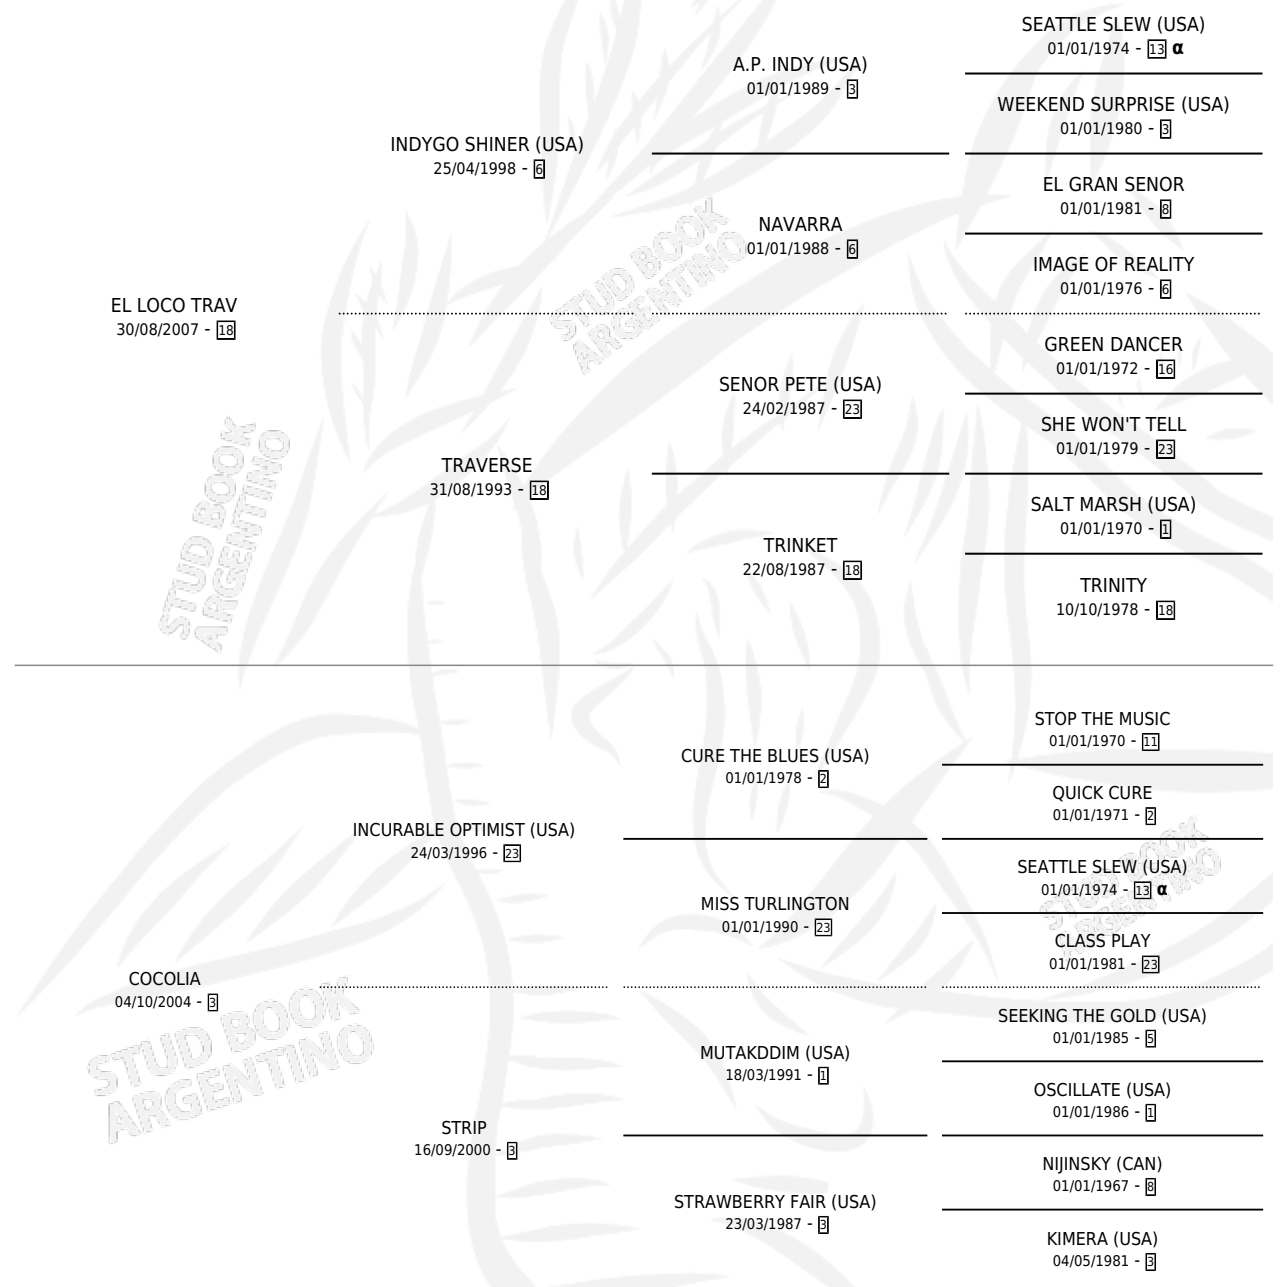 SEATTLE SLEW (USA)
01/01/1974 - 13 α
A.P. INDY (USA)
01/01/1989 - 3
WEEKEND SURPRISE (USA)
01/01/1980 - 3
INDYGO SHINER (USA)
25/04/1998 - 6
EL GRAN SENOR
01/01/1981 - 8
NAVARRA
01/01/1988 - 6
IMAGE OF REALITY
01/01/1976 - 6
EL LOCO TRAV
30/08/2007 - 18
GREEN DANCER
01/01/1972 - 16
SENOR PETE (USA)
24/02/1987 - 23
SHE WON'T TELL
01/01/1979 - 23
TRAVERSE
31/08/1993 - 18
SALT MARSH (USA)
01/01/1970 - 1
TRINKET
22/08/1987 - 18
TRINITY
10/10/1978 - 18
STOP THE MUSIC
01/01/1970 - 11
CURE THE BLUES (USA)
01/01/1978 - 2
QUICK CURE
01/01/1971 - 2
INCURABLE OPTIMIST (USA)
24/03/1996 - 23
SEATTLE SLEW (USA)
01/01/1974 - 13 α
MISS TURLINGTON
01/01/1990 - 23
CLASS PLAY
01/01/1981 - 23
COCOLIA
04/10/2004 - 3
SEEKING THE GOLD (USA)
01/01/1985 - 5
MUTAKDDIM (USA)
18/03/1991 - 1
OSCILLATE (USA)
01/01/1986 - 1
STRIP
16/09/2000 - 3
NIJINSKY (CAN)
01/01/1967 - 8
STRAWBERRY FAIR (USA)
23/03/1987 - 3
KIMERA (USA)
04/05/1981 - 3
STUD BOOK
ARGENTINO
STUD BOOK
ARGENTINO
STUD BOOK
ARGENTINO
STUD BOOK
ARGENTINO